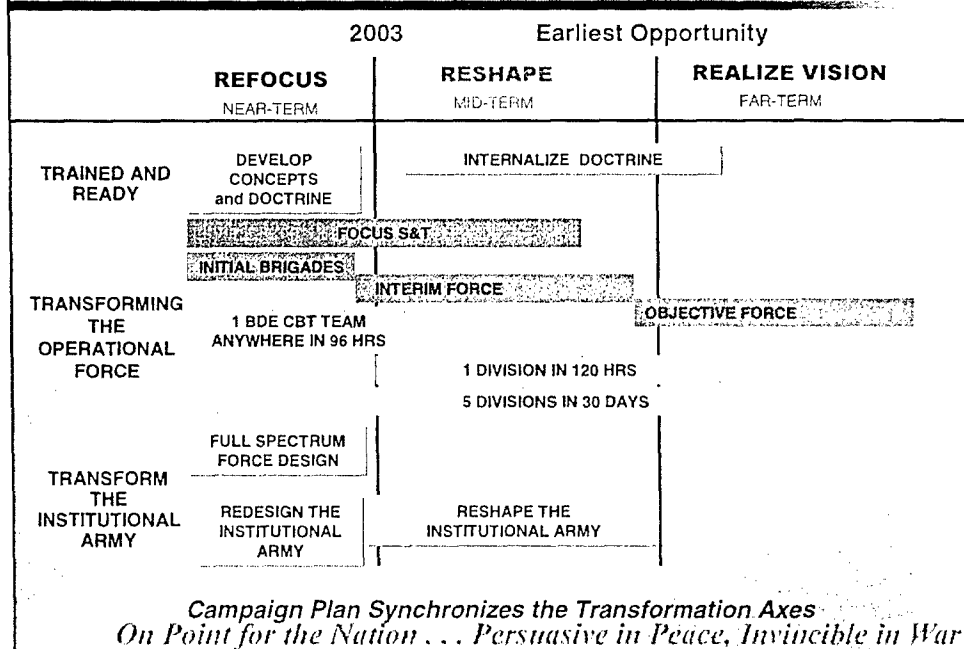 2003 Earliest Opportunity
REFOCUS RESHAPE REALIZE VISION
NEAR-TERM MID-TERM FAR-TERM
TRAINED AND
READY
DEVELOP
CONCEPTS
and DOCTRINE
INTERNALIZE DOCTRINE
FOCUS S&T
INITIAL BRIGADES
INTERIM FORCE
OBJECTIVE FORCE
TRANSFORMING
THE
OPERATIONAL
FORCE
1 BDE CBT TEAM
ANYWHERE IN 96 HRS
1 DIVISION IN 120 HRS
5 DIVISIONS IN 30 DAYS
TRANSFORM
THE
INSTITUTIONAL
ARMY
FULL SPECTRUM
FORCE DESIGN
REDESIGN THE
INSTITUTIONAL
ARMY
RESHAPE THE
INSTITUTIONAL ARMY
Campaign Plan Synchronizes the Transformation Axes
On Point for the Nation . . . Persuasive in Peace, Invincible in War